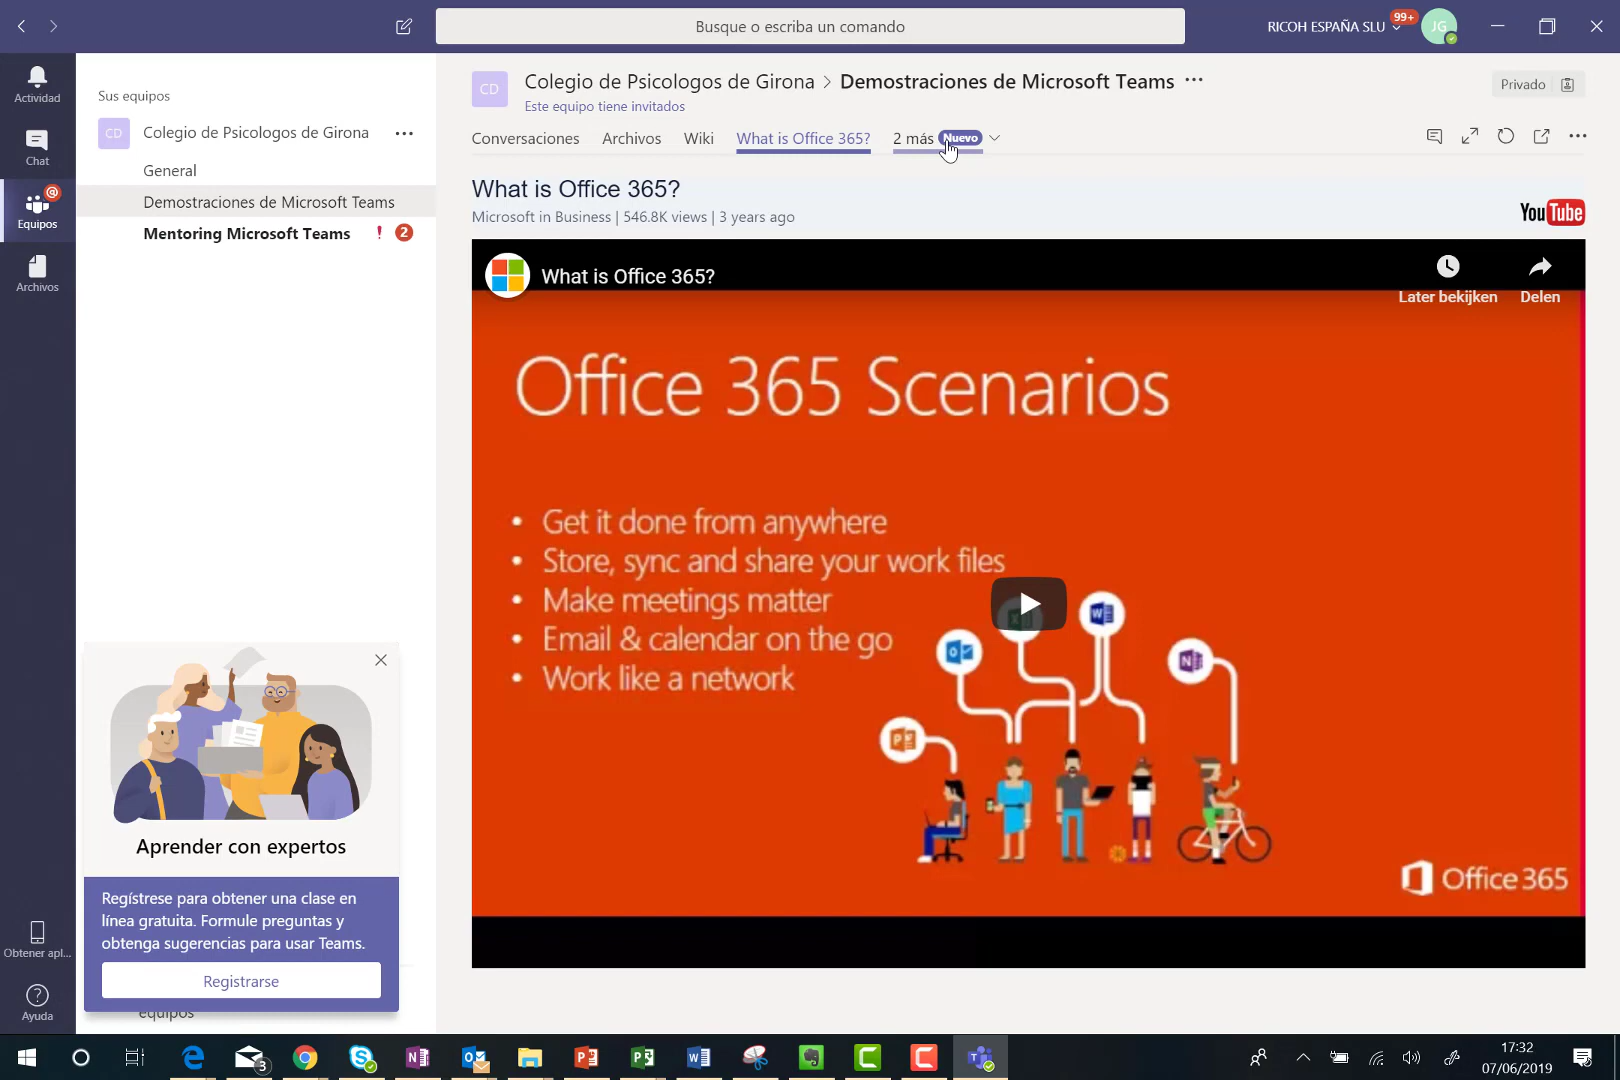 Busque o escriba un comando
RICOH ESPAÑA SLU
99+
JG
Actividad
Chat
@
Equipos
Archivos
Obtener apl...
Ayuda
Sus equipos
CD
Colegio de Psicologos de Girona
General
Demostraciones de Microsoft Teams
Mentoring Microsoft Teams ! 2
Aprender con expertos
Regístrese para obtener una clase en
línea gratuita. Formule preguntas y
obtenga sugerencias para usar Teams.
Registrarse
equipos
CD
Colegio de Psicologos de Girona > Demostraciones de Microsoft Teams
Privado
Este equipo tiene invitados
Conversaciones Archivos Wiki What is Office 365? 2 más Nuevo
What is Office 365?
Microsoft in Business | 546.8K views | 3 years ago
YouTube
What is Office 365?
Later bekijken
Delen
Office 365 Scenarios
• Get it done from anywhere
• Store, sync and share your work files
• Make meetings matter
• Email & calendar on the go
• Work like a network
Office 365
3
17:32
07/06/2019